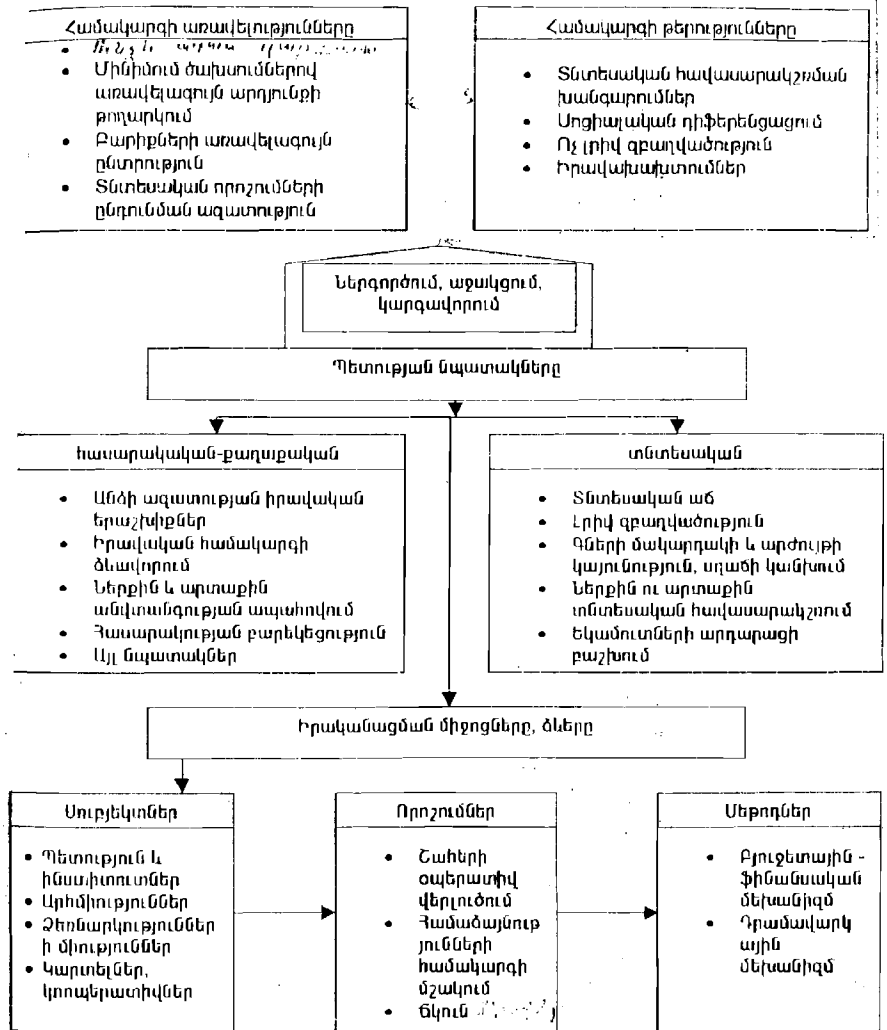 Համակարգի առավելությունները
• Մինիմում ծախսումներով
առավելագույն արդյունքի
թողարկում
• Բարիքների առավելագույն
ընտրություն
• Տնտեսական որոշումների
ընդունման ազատություն
Համակարգի թերությունները
• Տնտեսական հավասարակշռման
խանգարումներ
• Սոցիալական դիֆերենցացում
• Ոչ լրիվ զբաղվածություն
• Իրավախախտումներ
Ներգործում, աջակցում,
կարգավորում
Պետության նպատակները
հասարակական-քաղաքական
• Անձի ազատության իրավական
երաշխիքներ
• Իրավական համակարգի
ձևավորում
• Ներքին և արտաքին
անվտանգության ապահովում
• Հասարակության բարեկեցություն
• Այլ նպատակներ
տնտեսական
• Տնտեսական աճ
• Լրիվ զբաղվածություն
• Գների մակարդակի և արժույթի
կայունություն, սղաճի կանխում
• Ներքին ու արտաքին
տնտեսական հավասարակշռում
• Եկամուտների արդարացի
բաշխում
Իրականացման միջոցները, ձևերը
Սուբյեկտներ
• Պետություն և
ինստիտուտներ
• Արհմիություններ
• Ձեռնարկություններ
ի միություններ
• Կարտելներ,
կոոպերատիվներ
Որոշումներ
• Շահերի
օպերատիվ
վերլուծում
• Համաձայնութ
յունների
համակարգի
մշակում
• Ճկուն
Մեթոդներ
• Բյուջետային -
ֆինանսական
մեխանիզմ
• Դրամավարկ
ային
մեխանիզմ